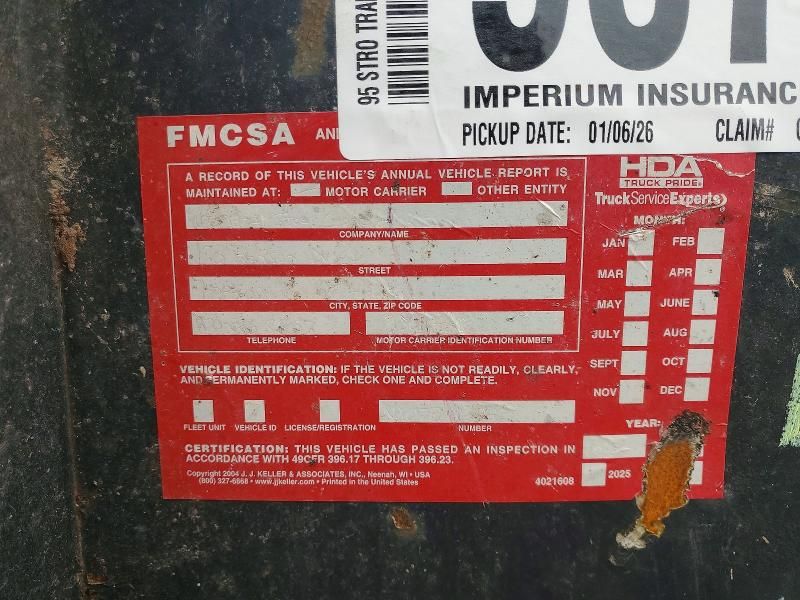 95 STRO TRA
IMPERIUM INSURANC
PICKUP DATE: 01/06/26 CLAIM#
FMCSA
A RECORD OF THIS VEHICLE'S ANNUAL VEHICLE REPORT IS
MAINTAINED AT: MOTOR CARRIER OTHER ENTITY
COMPANY/NAME
STREET
CITY, STATE, ZIP CODE
TELEPHONE MOTOR CARRIER IDENTIFICATION NUMBER
HDA
TRUCK PRIDE
TruckServiceExperts
MONTH:
JAN FEB
MAR APR
MAY JUNE
JULY AUG
SEPT OCT
NOV DEC
VEHICLE IDENTIFICATION: IF THE VEHICLE IS NOT READILY, CLEARLY,
AND PERMANENTLY MARKED, CHECK ONE AND COMPLETE.
FLEET UNIT VEHICLE ID LICENSE/REGISTRATION NUMBER
YEAR:
2025
CERTIFICATION: THIS VEHICLE HAS PASSED AN INSPECTION IN
ACCORDANCE WITH 49CFR 396.17 THROUGH 396.23.
Copyright 2004 J. J. KELLER & ASSOCIATES, INC., Neenah, WI • USA
(800) 327-6868 • www.jjkeller.com • Printed in the United States
4021608